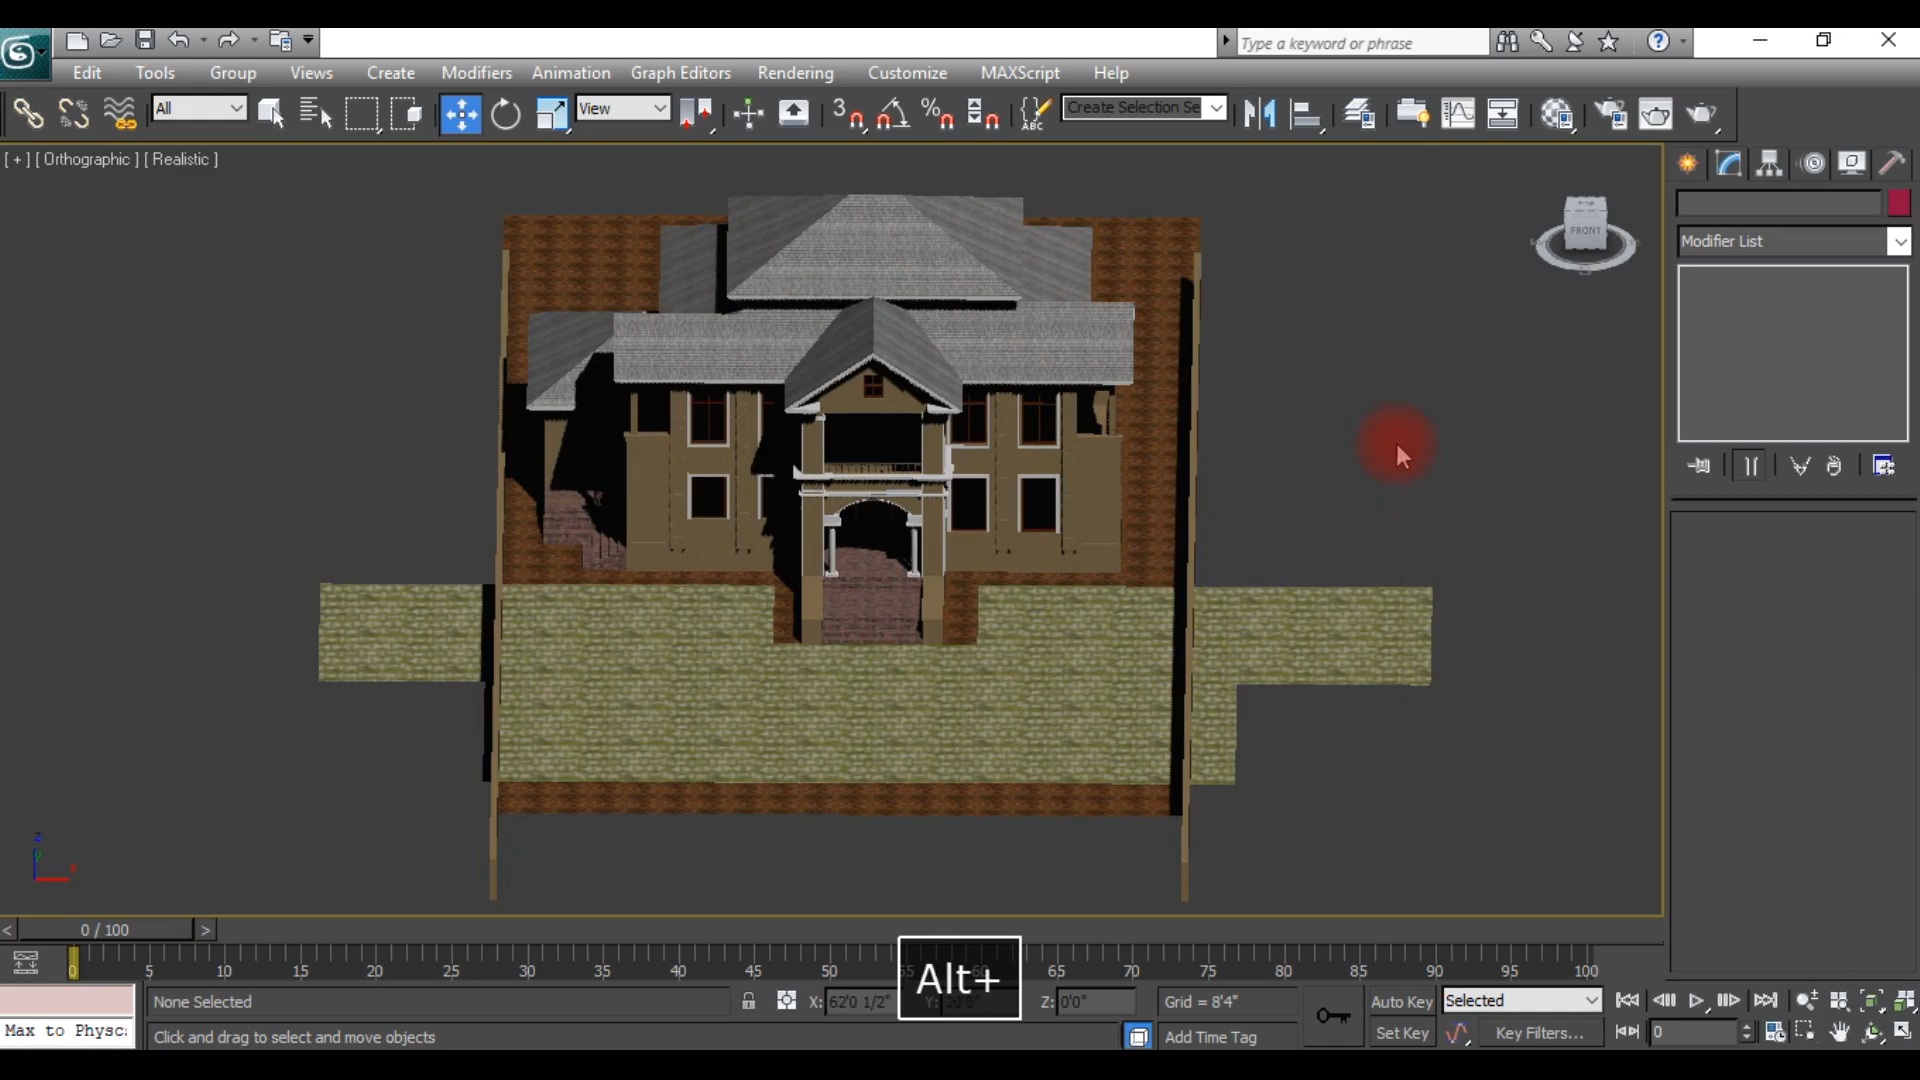 Type a keyword or phrase
Edit Tools Group Views Create Modifiers Animation Graph Editors Rendering Customize MAXScript Help
All View 3 % ABC Create Selection Se
[ + ] [ Orthographic ] [ Realistic ]
FRONT
Modifier List
z
x
< 0 / 100 >
0 5 10 15 20 25 30 35 40 45 50 65 70 75 80 85 90 95 100
Alt+
None Selected X: 62'0 1/2" Y: Z: 0'0" Grid = 8'4" Auto Key Selected
Max to Physc: Click and drag to select and move objects Add Time Tag Set Key Key Filters... 0